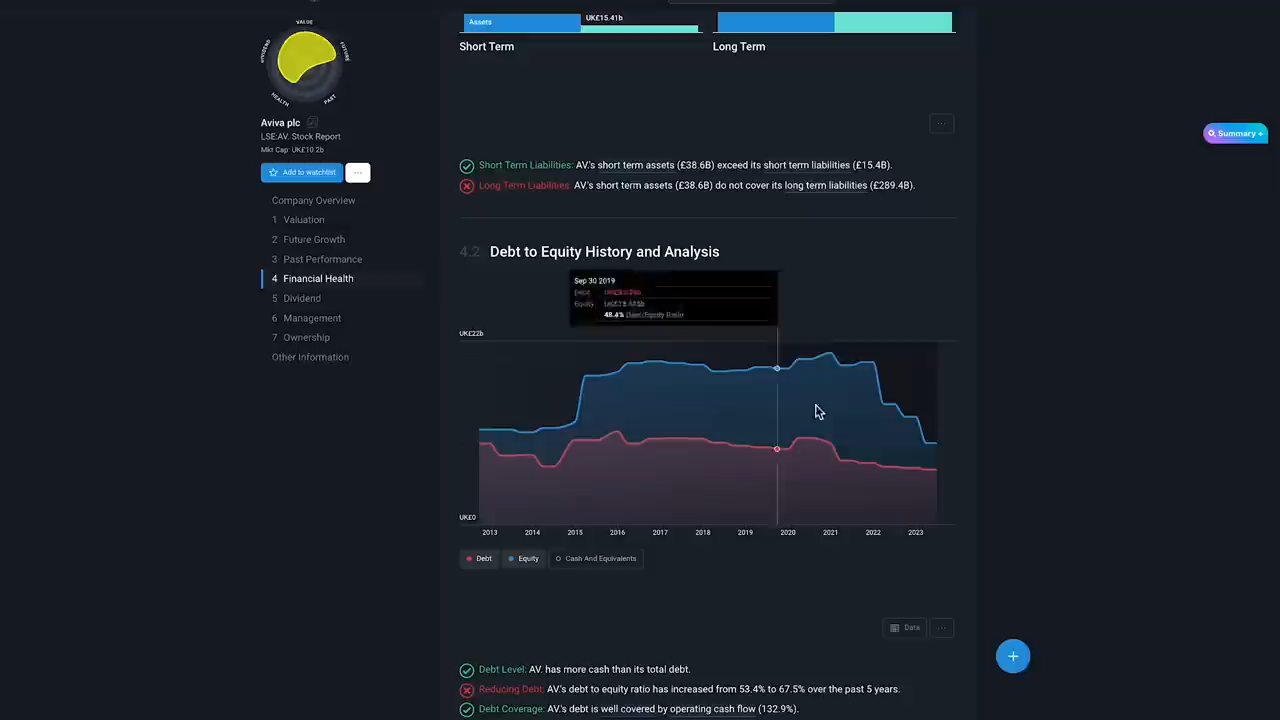 VALUE
FUTURE
PAST
HEALTH
DIVIDEND
Aviva plc
LSE:AV. Stock Report
Mkt Cap: UK£10.2b
Add to watchlist
...
Company Overview
1 Valuation
2 Future Growth
3 Past Performance
4 Financial Health
5 Dividend
6 Management
7 Ownership
Other Information
Assets
UK£15.41b
Short Term
Long Term
...
Short Term Liabilities: AV.'s short term assets (£38.6B) exceed its short term liabilities (£15.4B).
Long Term Liabilities: AV.'s short term assets (£38.6B) do not cover its long term liabilities (£289.4B).
4.2 Debt to Equity History and Analysis
Sep 30 2019
Debt
Equity
48.4% Debt/Equity Ratio
UK£22b
UK£0
2013 2014 2015 2016 2017 2018 2019 2020 2021 2022 2023
Debt
Equity
Cash And Equivalents
Data
...
Debt Level: AV. has more cash than its total debt.
Reducing Debt: AV.'s debt to equity ratio has increased from 53.4% to 67.5% over the past 5 years.
Debt Coverage: AV.'s debt is well covered by operating cash flow (132.9%).
Summary +
+